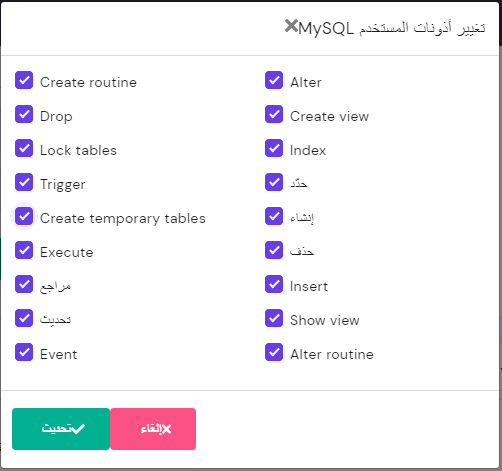 تغيير أذونات المستخدم MySQL
Create routine
Alter
Drop
Create view
Lock tables
Index
Trigger
حدّد
Create temporary tables
إنشاء
Execute
حذف
مراجع
Insert
تحديث
Show view
Event
Alter routine
تحديث
إلغاء